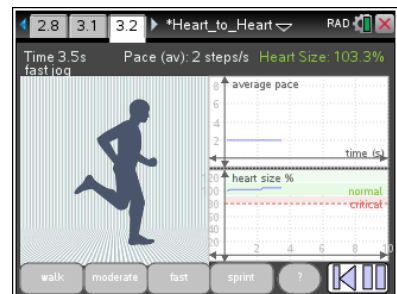 2.8 3.1 3.2 *Heart_to_Heart RAD
Time 3.5s Pace (av): 2 steps/s Heart Size: 103.3%
fast jog
8 average pace
6
4
2
time (s)
heart size %
normal
critical
20
2 4 6 8 10
walk moderate fast sprint ?